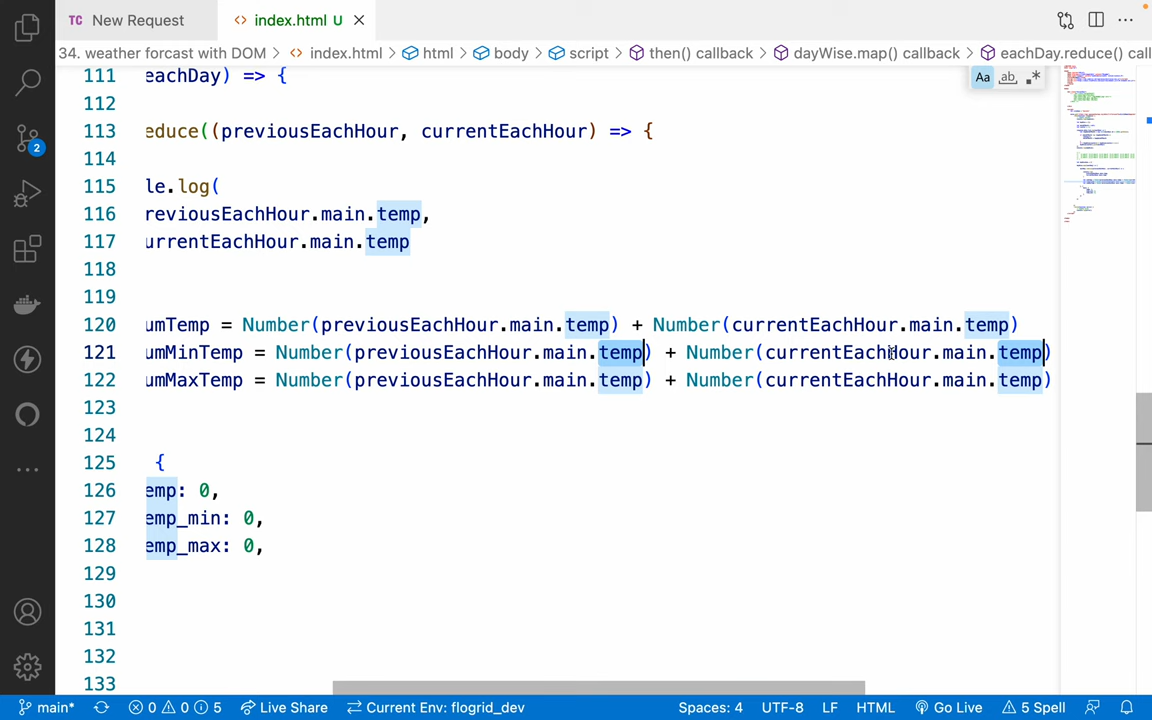 TC New Request
<> index.html U ×
34. weather forcast with DOM > <> index.html > html > body > script > then() callback > dayWise.map() callback > eachDay.reduce() call
Aa ab .*
111 eachDay) => {
112
113 educe((previousEachHour, currentEachHour) => {
114
115 le.log(
116 reviousEachHour.main.temp,
117 urrentEachHour.main.temp
118
119
120 umTemp = Number(previousEachHour.main.temp) + Number(currentEachHour.main.temp)
121 umMinTemp = Number(previousEachHour.main.temp) + Number(currentEachHour.main.temp)
122 umMaxTemp = Number(previousEachHour.main.temp) + Number(currentEachHour.main.temp)
123
124
125 {
126 emp: 0,
127 emp_min: 0,
128 emp_max: 0,
129
130
131
132
133
2
main* 0 0 5 Live Share Current Env: flogrid_dev Spaces: 4 UTF-8 LF HTML Go Live 5 Spell